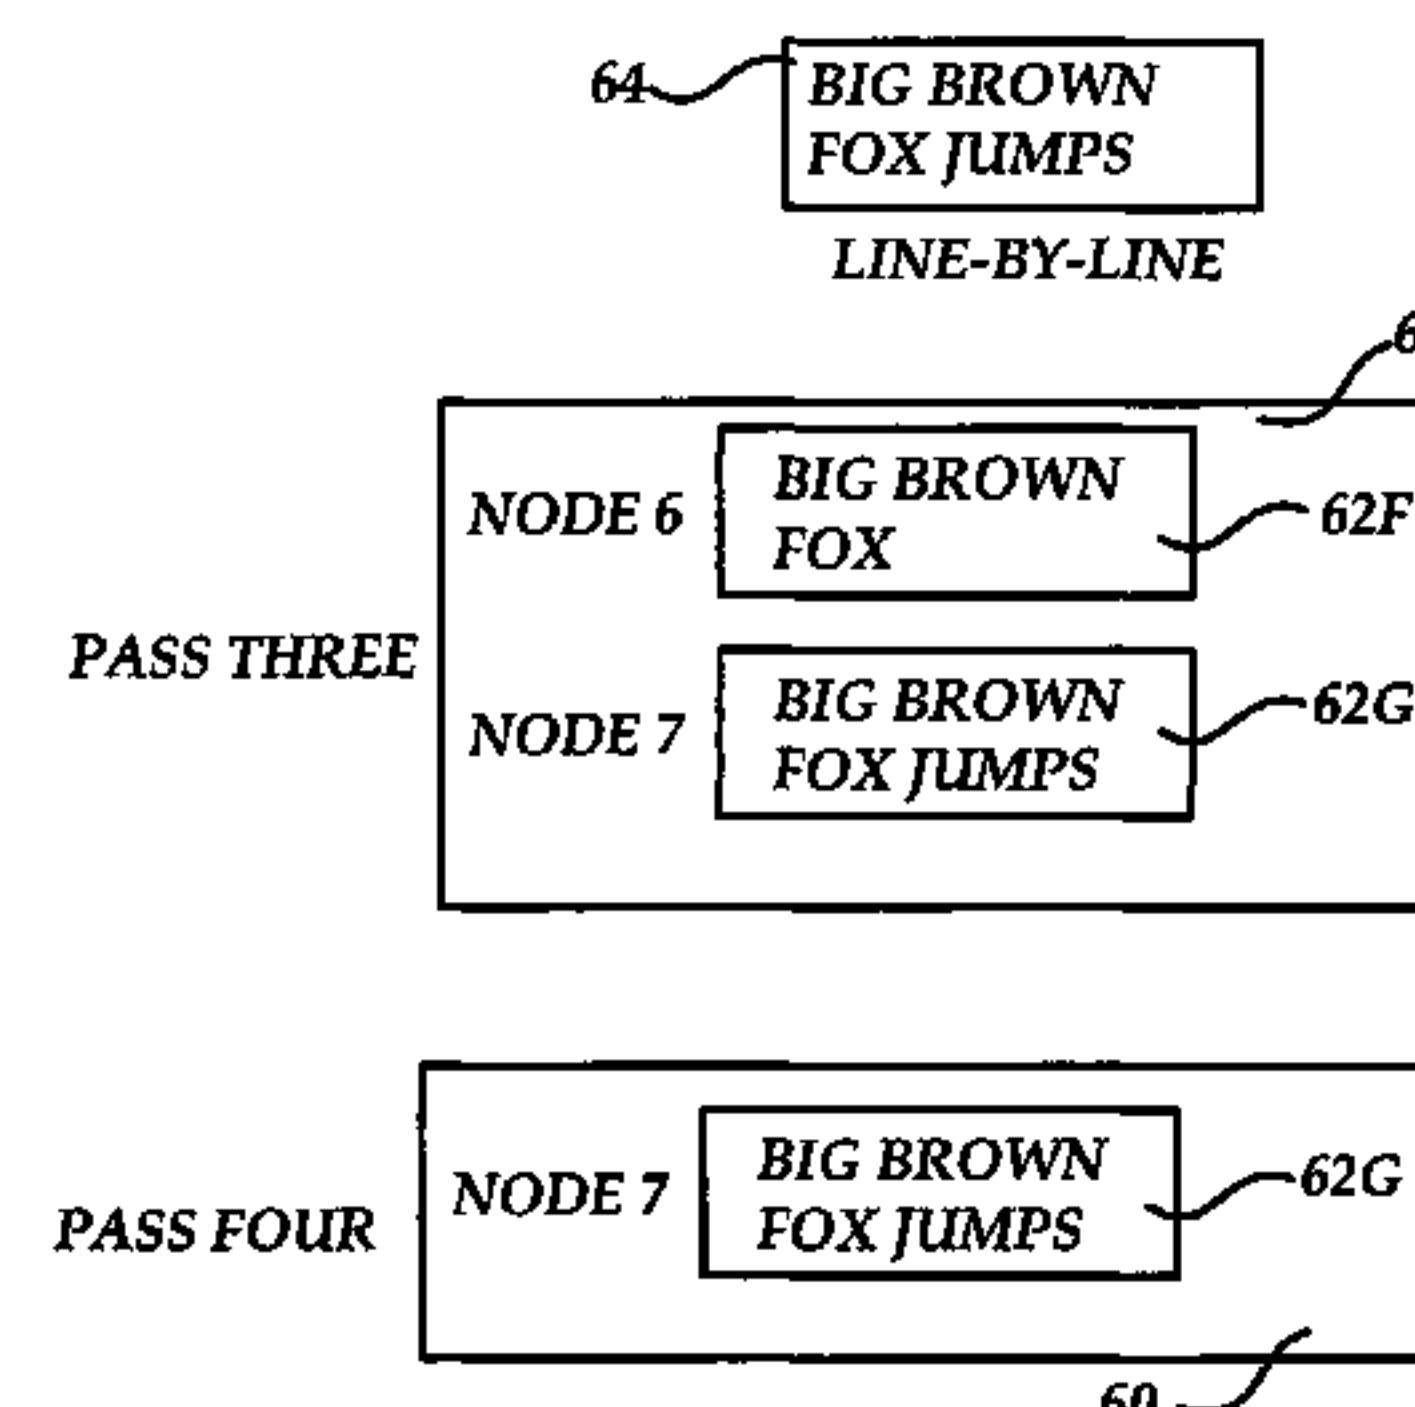 64
BIG BROWN
FOX JUMPS
LINE-BY-LINE
NODE 6
BIG BROWN
FOX
62F
PASS THREE
NODE 7
BIG BROWN
FOX JUMPS
62G
PASS FOUR
NODE 7
BIG BROWN
FOX JUMPS
62G
60